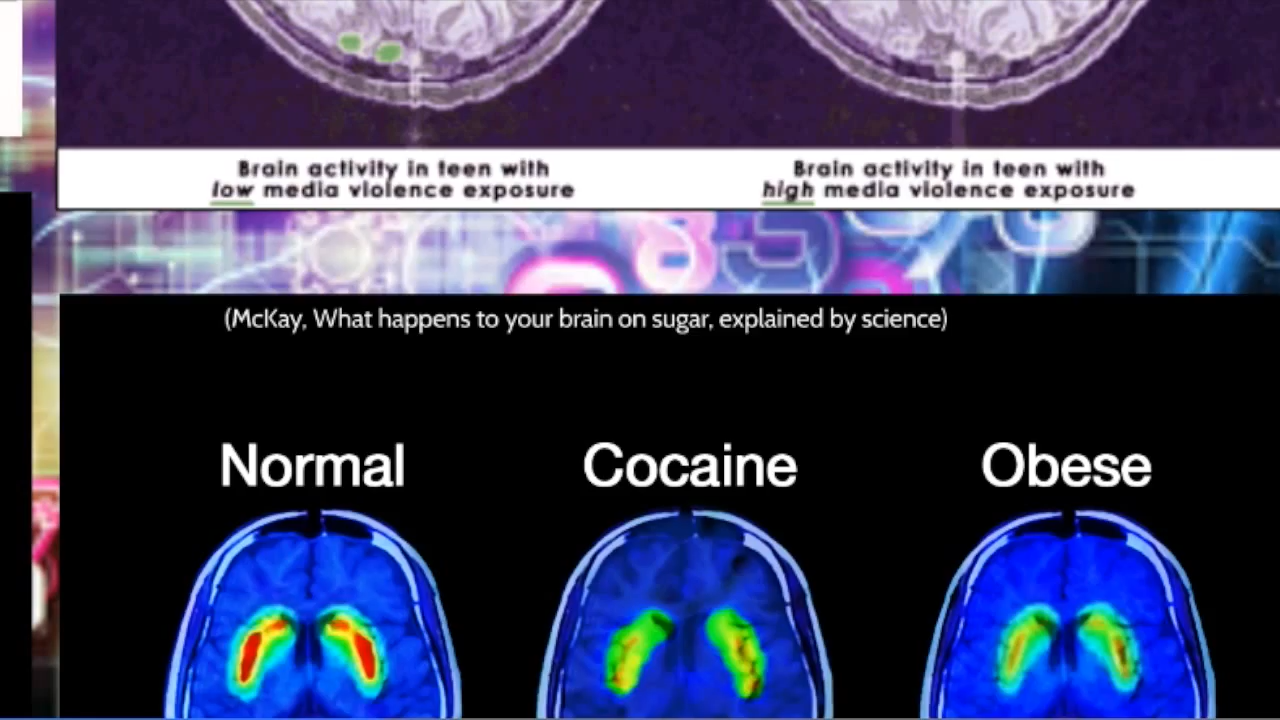 Brain activity in teen with
low media violence exposure
Brain activity in teen with
high media violence exposure
(McKay, What happens to your brain on sugar, explained by science)
Normal
Cocaine
Obese